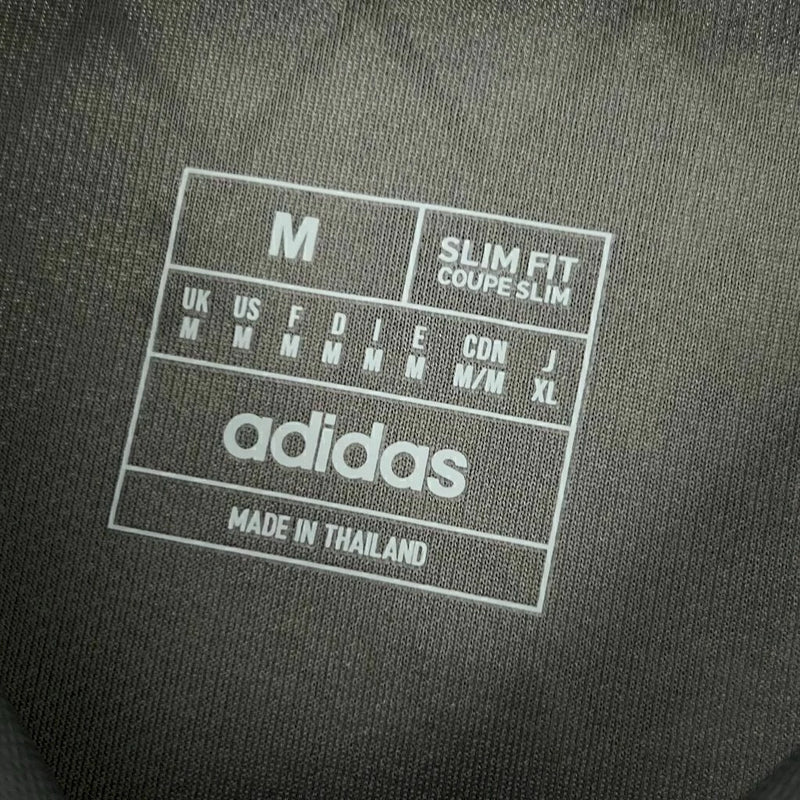 M
SLIM FIT
COUPE SLIM
UK US F D I E CDN J
M M M M M M M/M XL
adidas
MADE IN THAILAND